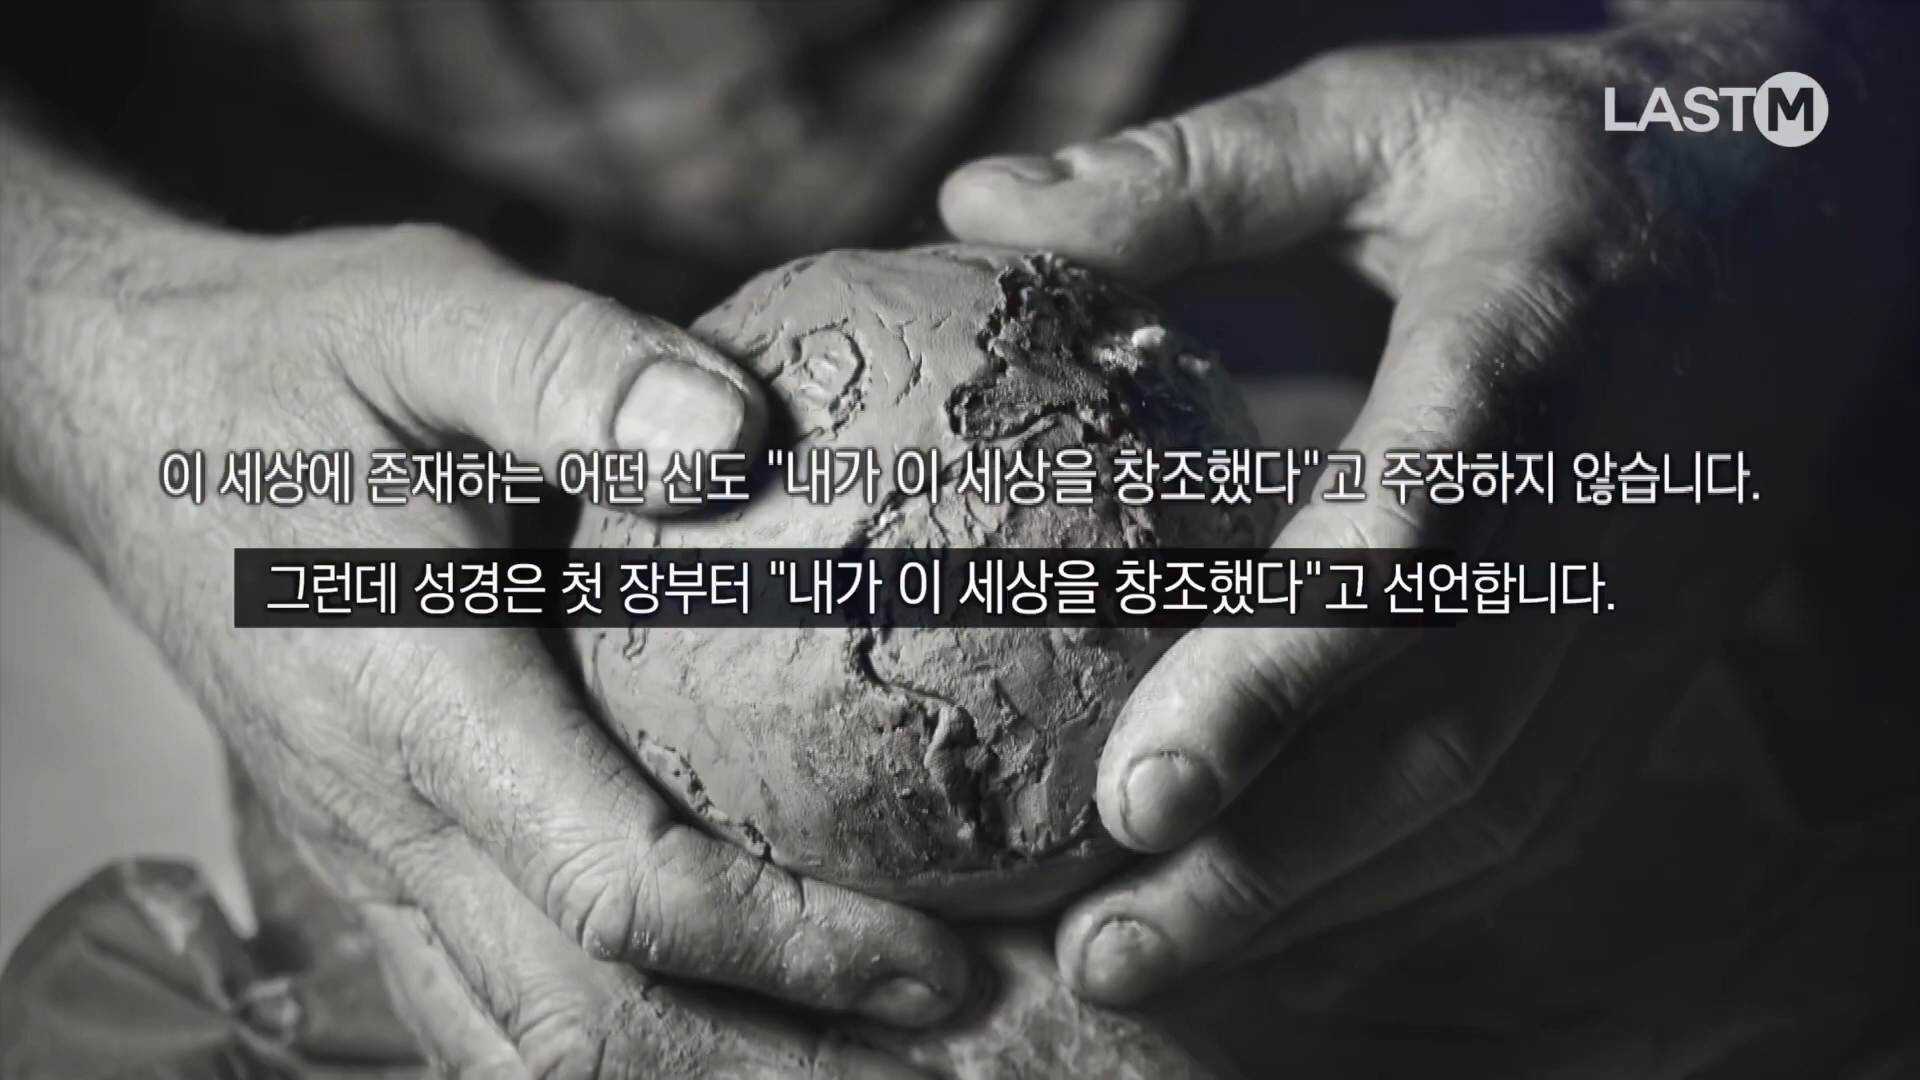 LASTM
이 세상에 존재하는 어떤 신도 "내가 이 세상을 창조했다"고 주장하지 않습니다.
그런데 성경은 첫 장부터 "내가 이 세상을 창조했다"고 선언합니다.